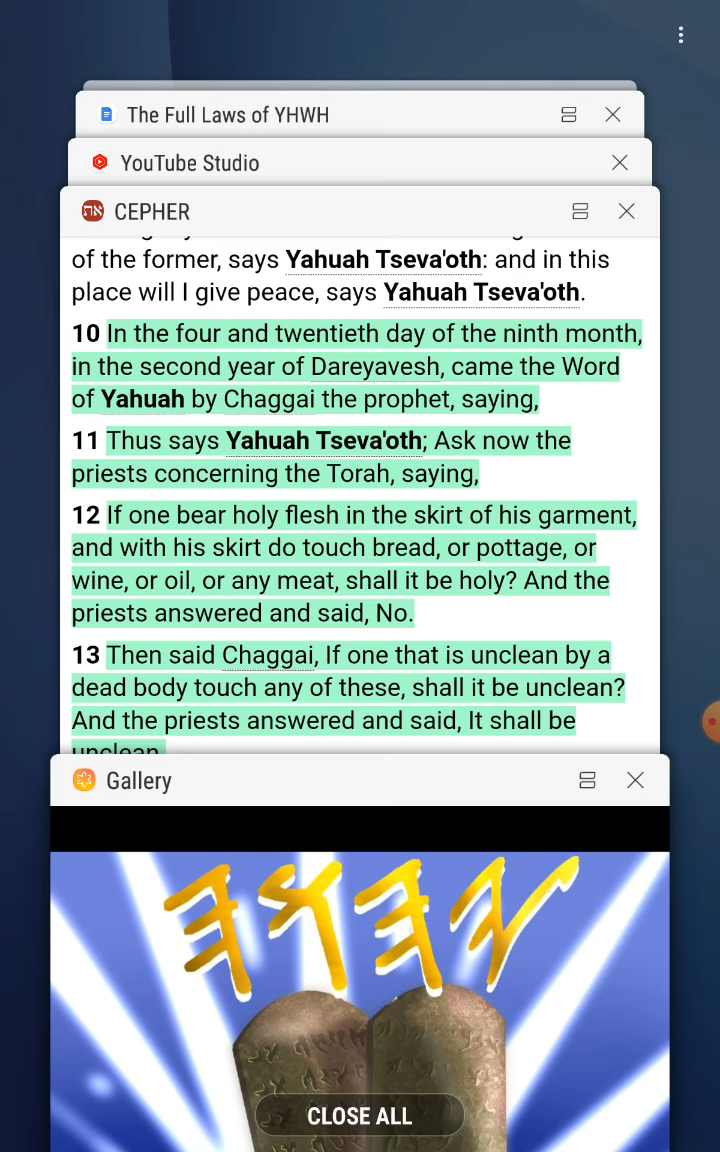 The Full Laws of YHWH
YouTube Studio
את CEPHER
of the former, says Yahuah Tseva'oth: and in this
place will I give peace, says Yahuah Tseva'oth.
10 In the four and twentieth day of the ninth month,
in the second year of Dareyavesh, came the Word
of Yahuah by Chaggai the prophet, saying,
11 Thus says Yahuah Tseva'oth; Ask now the
priests concerning the Torah, saying,
12 If one bear holy flesh in the skirt of his garment,
and with his skirt do touch bread, or pottage, or
wine, or oil, or any meat, shall it be holy? And the
priests answered and said, No.
13 Then said Chaggai, If one that is unclean by a
dead body touch any of these, shall it be unclean?
And the priests answered and said, It shall be
unclean.
Gallery
𐤉𐤄𐤅𐤄
CLOSE ALL